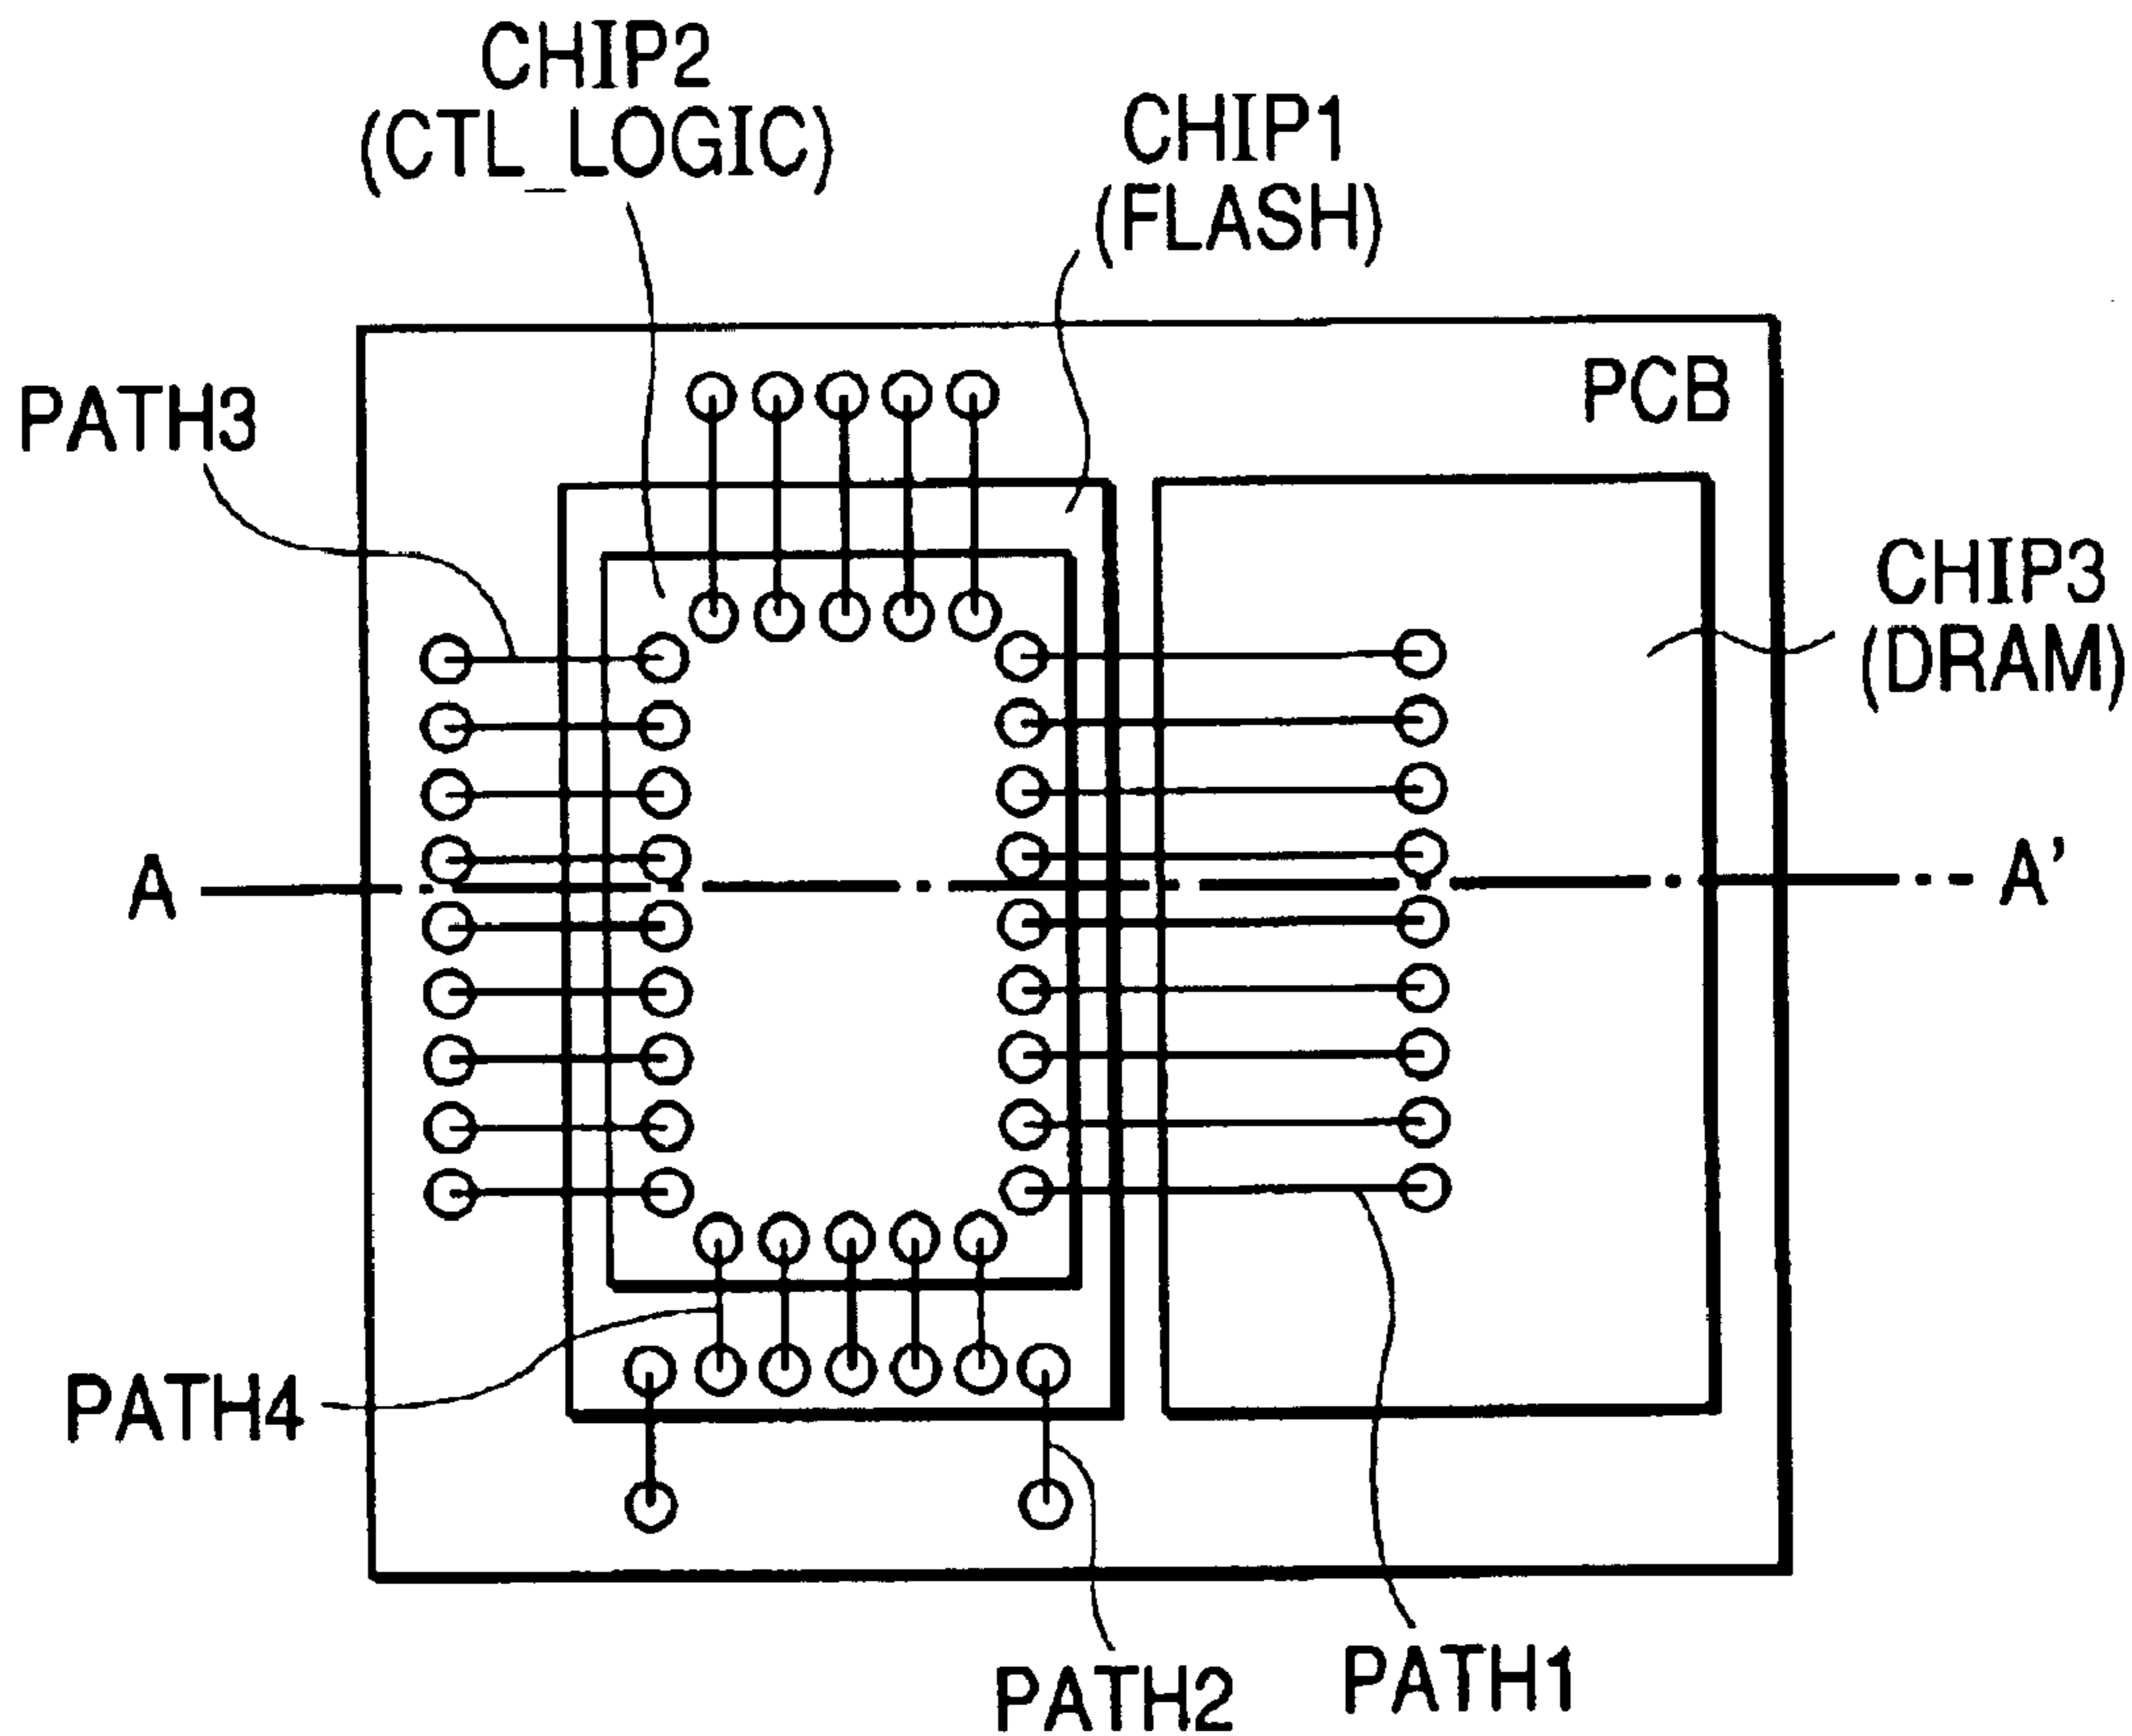 CHIP2
(CTL_LOGIC)
CHIP1
(FLASH)
PCB
PATH3
CHIP3
(DRAM)
A
A'
PATH4
PATH2
PATH1